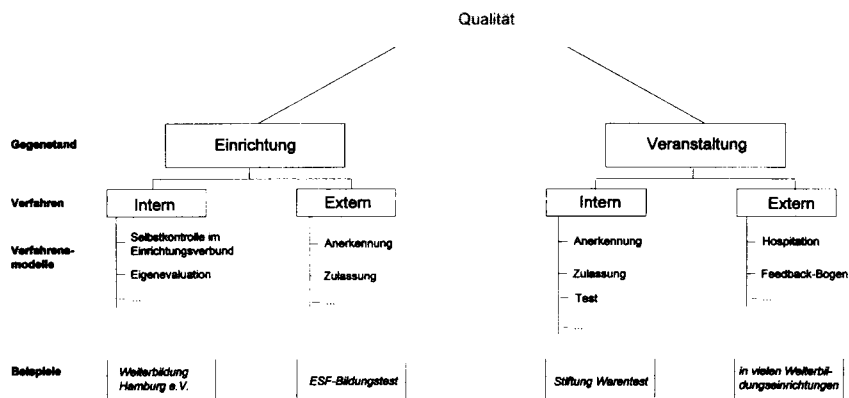 Qualität
Gegenstand
Einrichtung
Veranstaltung
Verfahren
Intern
Extern
Intern
Extern
Verfahrens-
modelle
Selbstkontrolle im
Einrichtungsverbund
Eigenevaluation
...
Anerkennung
Zulassung
...
Anerkennung
Zulassung
Test
...
Hospitation
Feedback-Bogen
...
Beispiele
Weiterbildung
Hamburg e.V.
ESF-Bildungstest
Stiftung Warentest
in vielen Weiterbil-
dungseinrichtungen